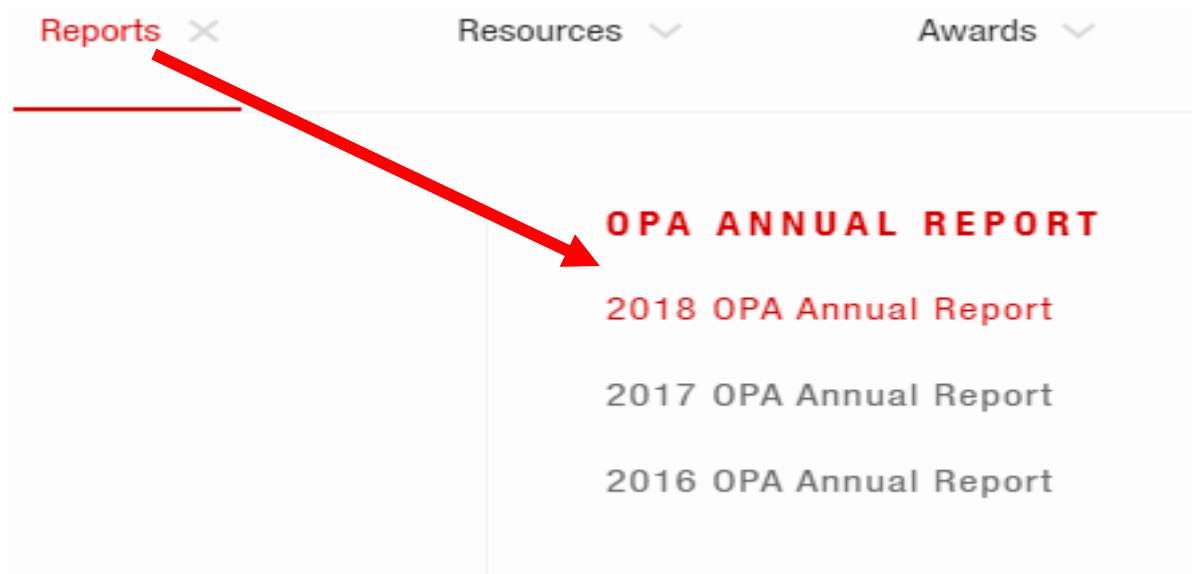 Reports Resources Awards
OPA ANNUAL REPORT
2018 OPA Annual Report
2017 OPA Annual Report
2016 OPA Annual Report